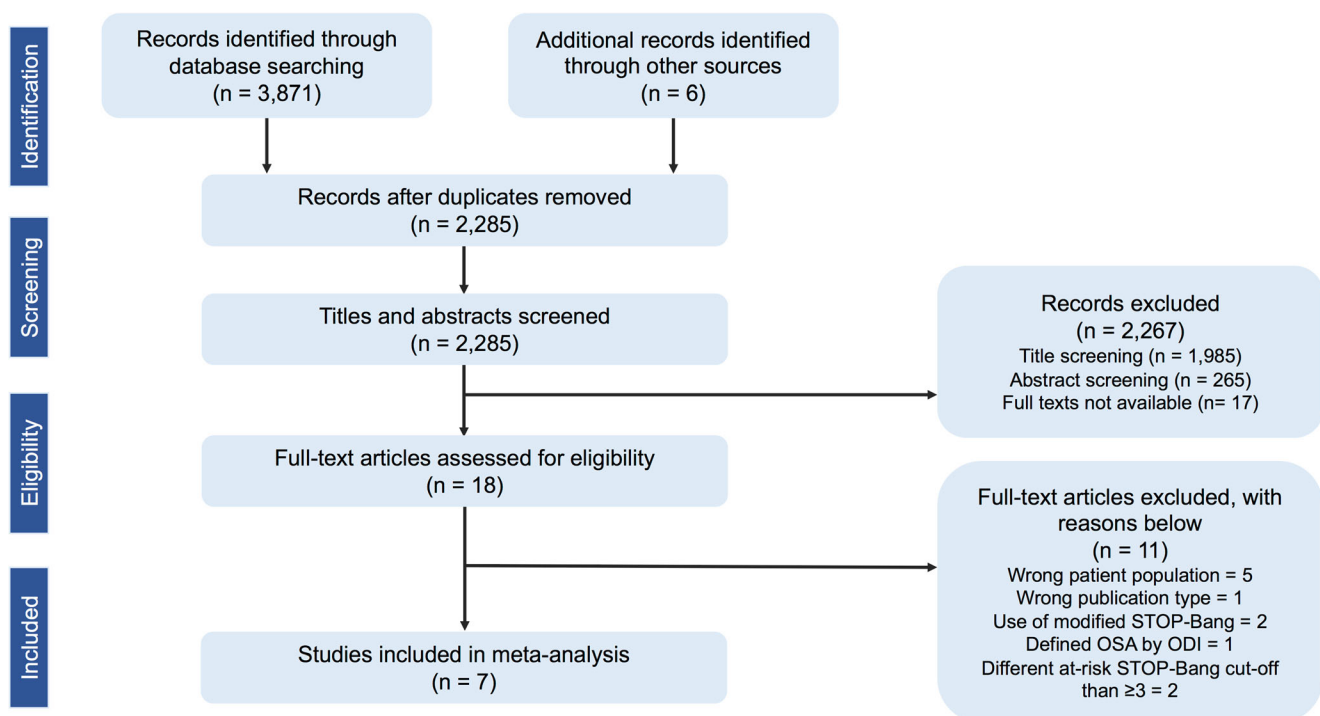 Identification
Records identified through
database searching
(n = 3,871)
Additional records identified
through other sources
(n = 6)
Records after duplicates removed
(n = 2,285)
Screening
Titles and abstracts screened
(n = 2,285)
Records excluded
(n = 2,267)
Title screening (n = 1,985)
Abstract screening (n = 265)
Full texts not available (n= 17)
Eligibility
Full-text articles assessed for eligibility
(n = 18)
Full-text articles excluded, with
reasons below
(n = 11)
Wrong patient population = 5
Wrong publication type = 1
Use of modified STOP-Bang = 2
Defined OSA by ODI = 1
Different at-risk STOP-Bang cut-off
than ≥3 = 2
Included
Studies included in meta-analysis
(n = 7)